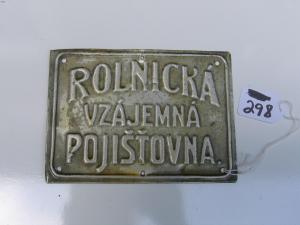 ROLNICKÁ
VZÁJEMNÁ
POJIŠŤOVNA.
298